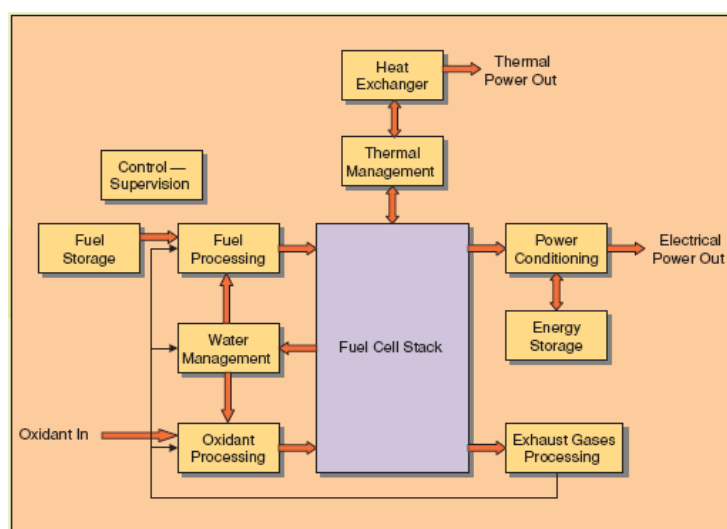 Heat
Exchanger
Thermal
Power Out
Control —
Supervision
Thermal
Management
Fuel
Storage
Fuel
Processing
Power
Conditioning
Electrical
Power Out
Water
Management
Fuel Cell Stack
Energy
Storage
Oxidant In
Oxidant
Processing
Exhaust Gases
Processing